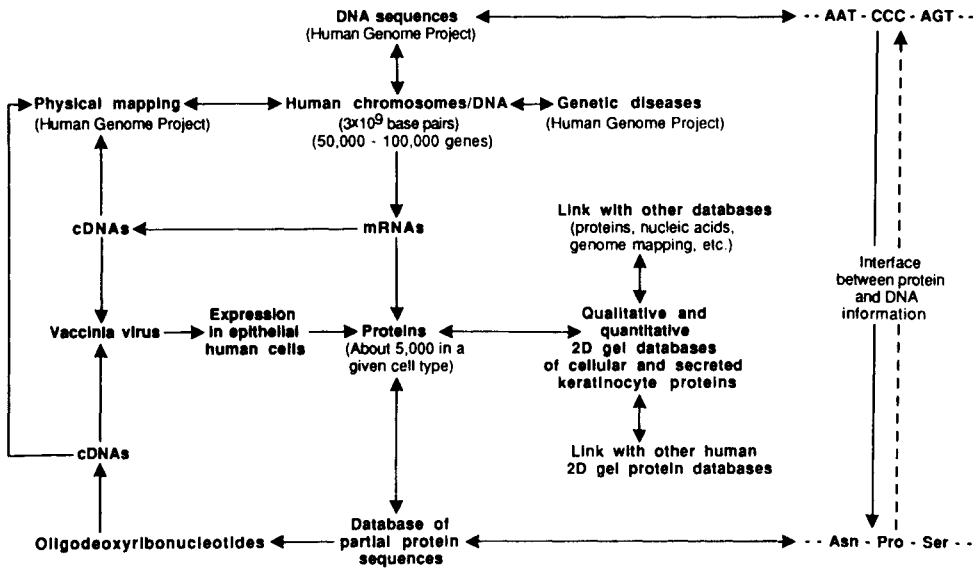 DNA sequences
(Human Genome Project)
-- AAT - CCC - AGT --
Physical mapping
(Human Genome Project)
Human chromosomes/DNA
(3x10⁹ base pairs)
(50,000 - 100,000 genes)
Genetic diseases
(Human Genome Project)
cDNAs
mRNAs
Link with other databases
(proteins, nucleic acids,
genome mapping, etc.)
Interface
between protein
and DNA
information
Vaccinia virus
Expression
in epithelial
human cells
Proteins
(About 5,000 in a
given cell type)
Qualitative and
quantitative
2D gel databases
of cellular and secreted
keratinocyte proteins
cDNAs
Link with other human
2D gel protein databases
Oligodeoxyribonucleotides
Database of
partial protein
sequences
-- Asn - Pro - Ser --